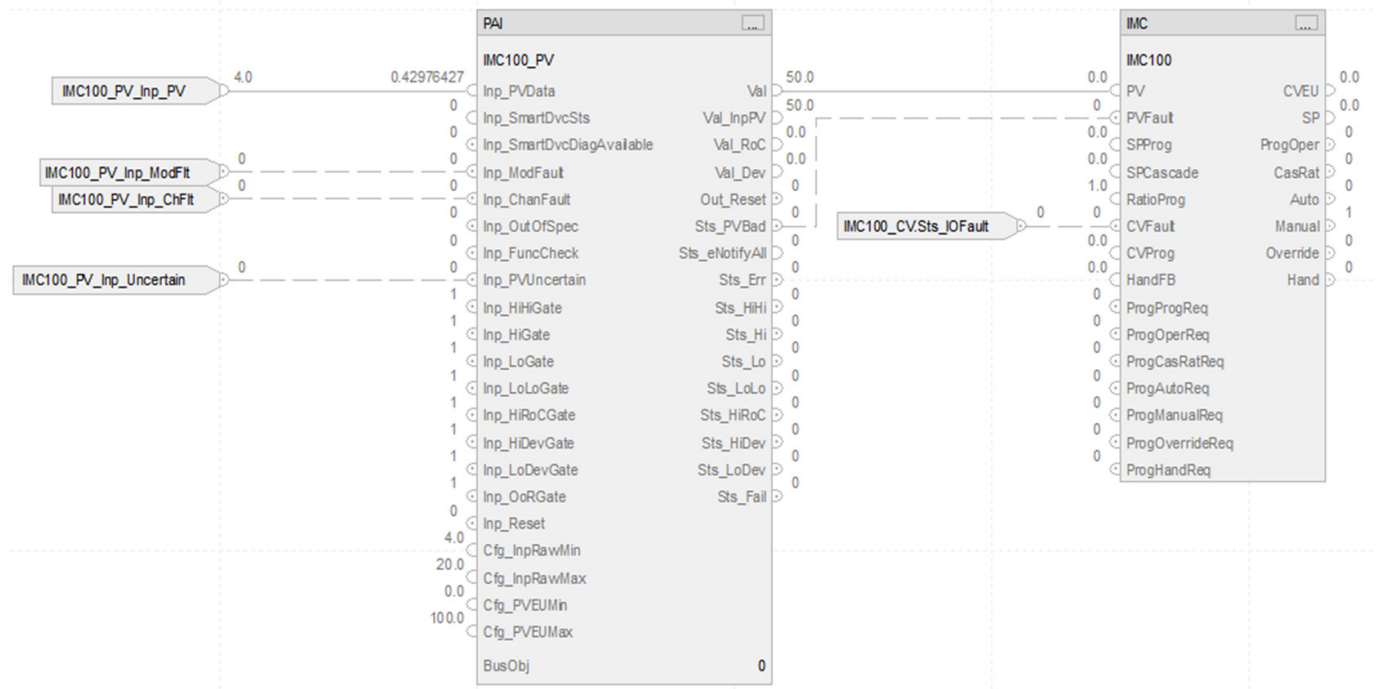 PAI ...
IMC100_PV
IMC100_PV_Inp_PV 4.0 0.42976427 Inp_PVData Val 50.0
0 Inp_SmartDvcSts Val_InpPV 50.0
0 Inp_SmartDvcDiagAvailable Val_RoC 0.0
IMC100_PV_Inp_ModFlt 0 0 Inp_ModFault Val_Dev 0.0
IMC100_PV_Inp_ChFlt 0 0 Inp_ChanFault Out_Reset 0
0 Inp_OutOfSpec Sts_PVBad 0
0 Inp_FuncCheck Sts_eNotifyAll 0
IMC100_PV_Inp_Uncertain 0 0 Inp_PVUncertain Sts_Err 0
1 Inp_HiHiGate Sts_HiHi 0
1 Inp_HiGate Sts_Hi 0
1 Inp_LoGate Sts_Lo 0
1 Inp_LoLoGate Sts_LoLo 0
1 Inp_HiRoCGate Sts_HiRoC 0
1 Inp_HiDevGate Sts_HiDev 0
1 Inp_LoDevGate Sts_LoDev 0
1 Inp_OoRGate Sts_Fail 0
0 Inp_Reset
4.0 Cfg_InpRawMin
20.0 Cfg_InpRawMax
0.0 Cfg_PVEUMin
100.0 Cfg_PVEUMax
BusObj 0
IMC100_CV.Sts_IOFault 0
IMC ...
IMC100
0.0 PV CVEU 0.0
0 PVFault SP 0.0
0.0 SPProg ProgOper 0
0.0 SPCascade CasRat 0
1.0 RatioProg Auto 0
0 CVFault Manual 1
0.0 CVProg Override 0
0.0 HandFB Hand 0
0 ProgProgReq
0 ProgOperReq
0 ProgCasRatReq
0 ProgAutoReq
0 ProgManualReq
0 ProgOverrideReq
0 ProgHandReq